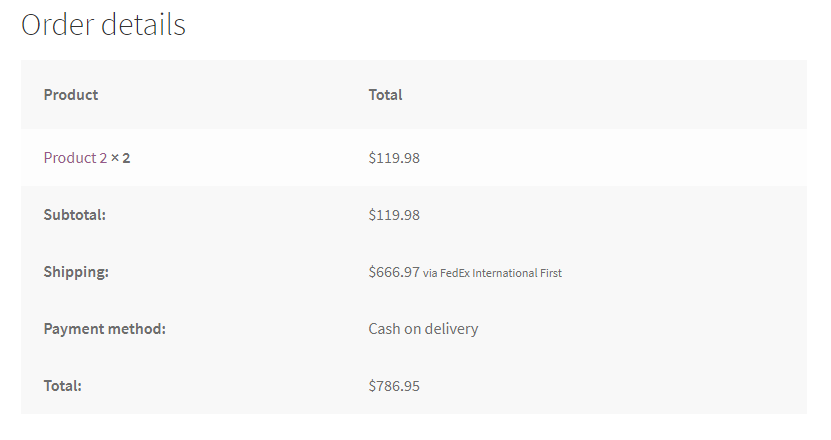 Order details
Product Total
Product 2 × 2 $119.98
Subtotal: $119.98
Shipping: $666.97 via FedEx International First
Payment method: Cash on delivery
Total: $786.95